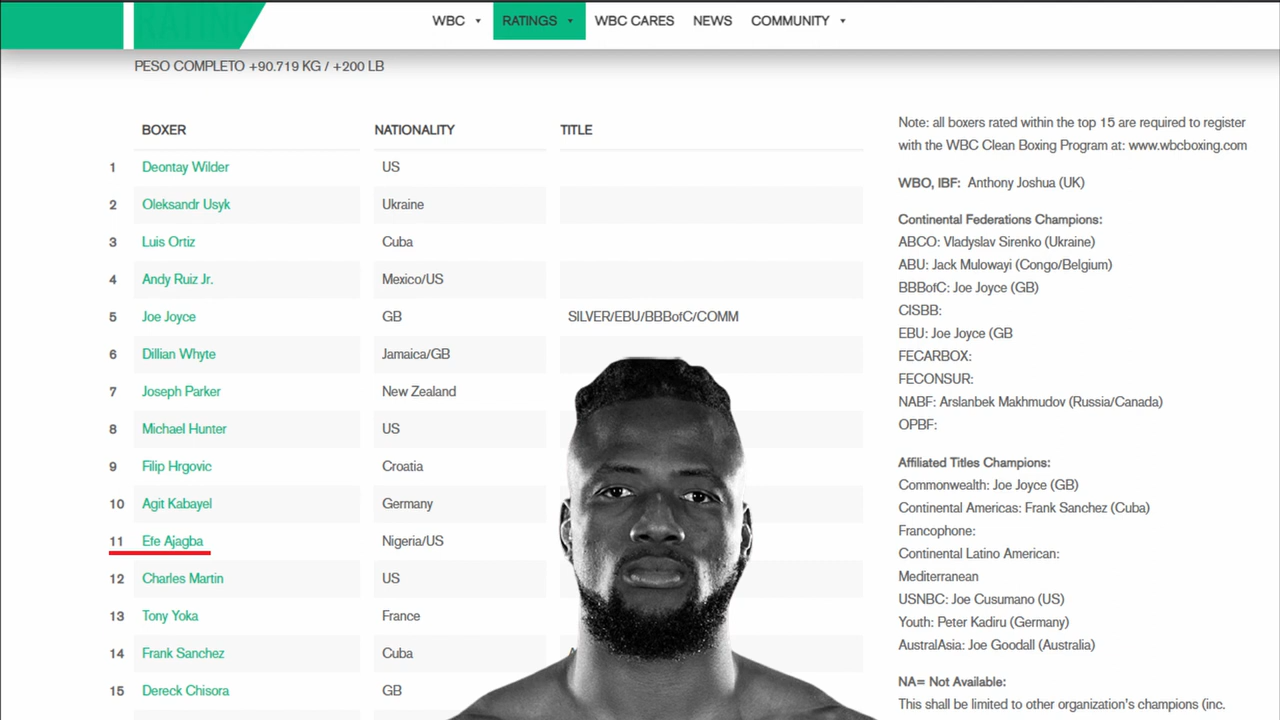 WBC
RATINGS
WBC CARES
NEWS
COMMUNITY
PESO COMPLETO +90.719 KG / +200 LB
BOXER NATIONALITY TITLE
1 Deontay Wilder US
2 Oleksandr Usyk Ukraine
3 Luis Ortiz Cuba
4 Andy Ruiz Jr. Mexico/US
5 Joe Joyce GB SILVER/EBU/BBBofC/COMM
6 Dillian Whyte Jamaica/GB
7 Joseph Parker New Zealand
8 Michael Hunter US
9 Filip Hrgovic Croatia
10 Agit Kabayel Germany
11 Efe Ajagba Nigeria/US
12 Charles Martin US
13 Tony Yoka France
14 Frank Sanchez Cuba
15 Dereck Chisora GB
Note: all boxers rated within the top 15 are required to register
with the WBC Clean Boxing Program at: www.wbcboxing.com
WBO, IBF: Anthony Joshua (UK)
Continental Federations Champions:
ABCO: Vladyslav Sirenko (Ukraine)
ABU: Jack Mulowayi (Congo/Belgium)
BBBofC: Joe Joyce (GB)
CISBB:
EBU: Joe Joyce (GB
FECARBOX:
FECONSUR:
NABF: Arslanbek Makhmudov (Russia/Canada)
OPBF:
Affiliated Titles Champions:
Commonwealth: Joe Joyce (GB)
Continental Americas: Frank Sanchez (Cuba)
Francophone:
Continental Latino American:
Mediterranean
USNBC: Joe Cusumano (US)
Youth: Peter Kadiru (Germany)
AustralAsia: Joe Goodall (Australia)
NA= Not Available:
This shall be limited to other organization's champions (inc.